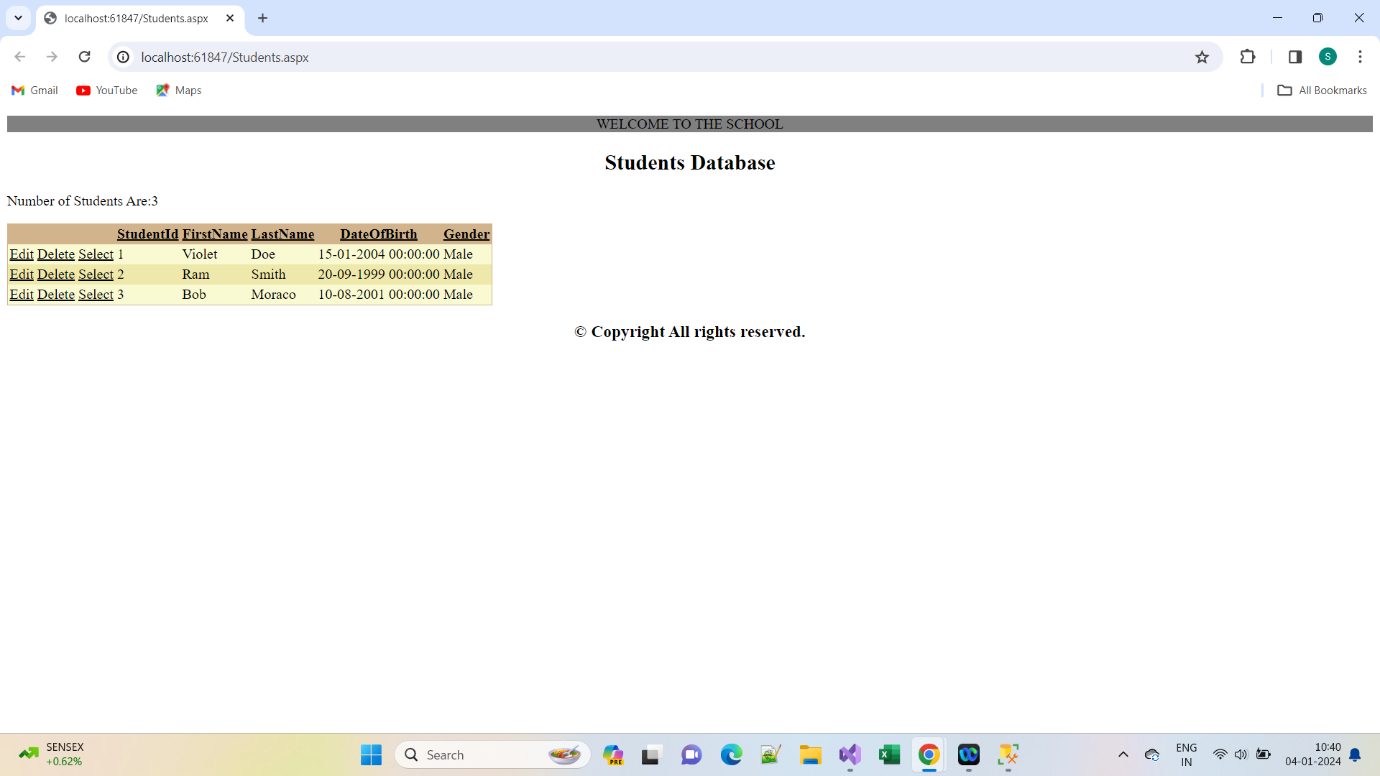 localhost:61847/Students.aspx
localhost:61847/Students.aspx
S
Gmail YouTube Maps All Bookmarks
WELCOME TO THE SCHOOL
Students Database
Number of Students Are:3
StudentId FirstName LastName DateOfBirth Gender
Edit Delete Select 1 Violet Doe 15-01-2004 00:00:00 Male
Edit Delete Select 2 Ram Smith 20-09-1999 00:00:00 Male
Edit Delete Select 3 Bob Moraco 10-08-2001 00:00:00 Male
© Copyright All rights reserved.
SENSEX
+0.62%
Search
PRE
ENG
IN
10:40
04-01-2024